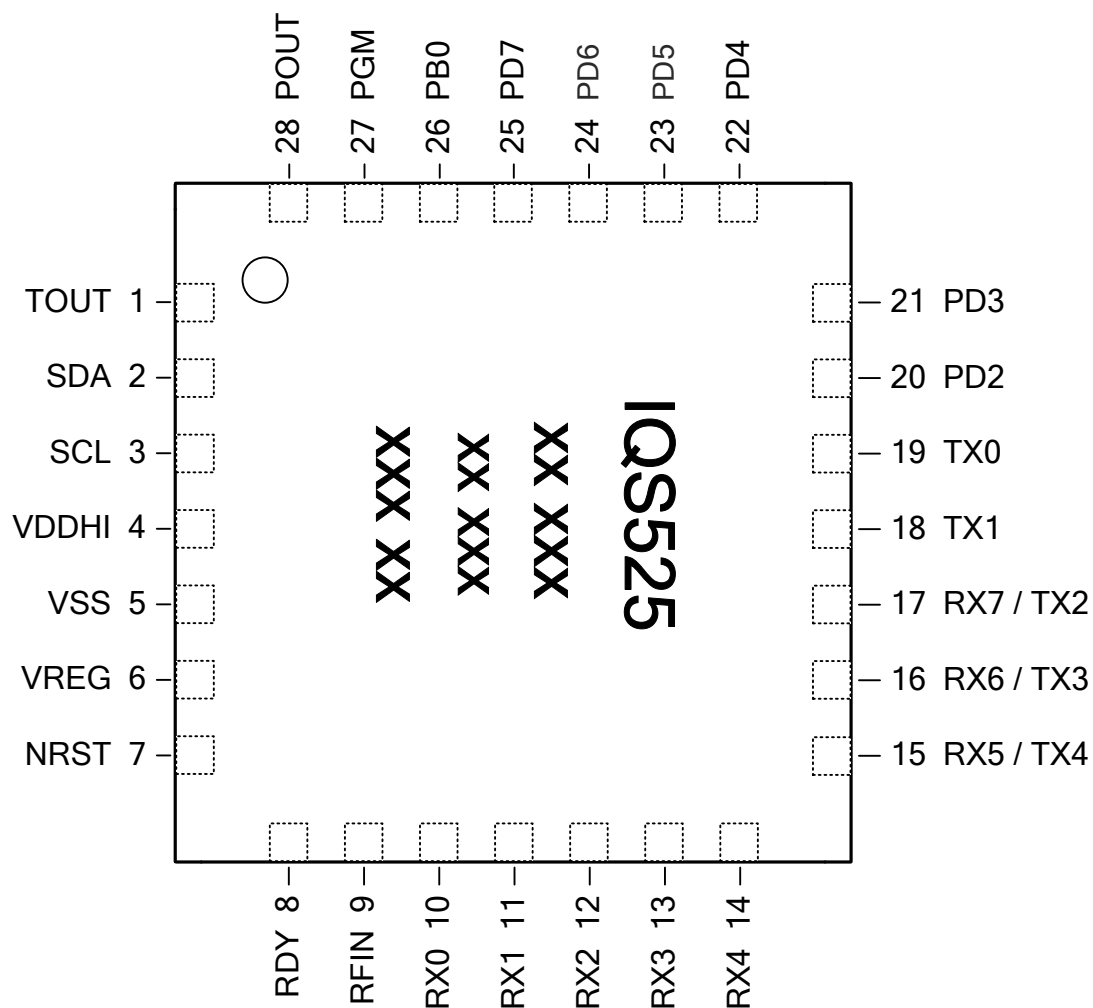 28 POUT
27 PGM
26 PB0
25 PD7
24 PD6
23 PD5
22 PD4
TOUT 1
SDA 2
SCL 3
VDDHI 4
VSS 5
VREG 6
NRST 7
IQS525
XX XXX XX
XXX XX
XX XXX
21 PD3
20 PD2
19 TX0
18 TX1
17 RX7 / TX2
16 RX6 / TX3
15 RX5 / TX4
RDY 8
RFIN 9
RX0 10
RX1 11
RX2 12
RX3 13
RX4 14